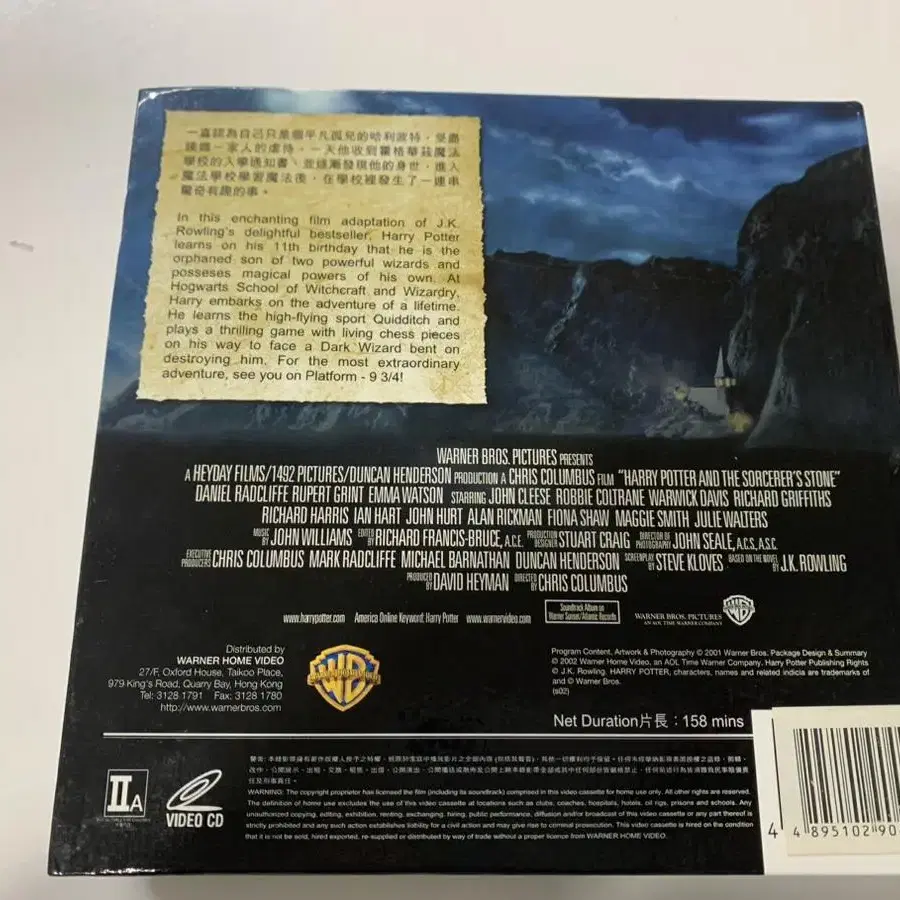 一直認為自己只是個平凡孤兒的哈利波特，受盡
姨媽一家人的虐待，一天他收到霍格華茲魔法
學校的入學通知書，並逐漸發現他的身世，進入
魔法學校學習魔法後，在學校裡發生了一連串
驚奇有趣的事。
In this enchanting film adaptation of J.K.
Rowling's delightful bestseller, Harry Potter
learns on his 11th birthday that he is the
orphaned son of two powerful wizards and
posseses magical powers of his own. At
Hogwarts School of Witchcraft and Wizardry,
Harry embarks on the adventure of a lifetime.
He learns the high-flying sport Quidditch and
plays a thrilling game with living chess pieces
on his way to face a Dark Wizard bent on
destroying him. For the most extraordinary
adventure, see you on Platform - 9 3/4!
WARNER BROS. PICTURES PRESENTS
A HEYDAY FILMS/1492 PICTURES/DUNCAN HENDERSON PRODUCTION A CHRIS COLUMBUS FILM "HARRY POTTER AND THE SORCERER'S STONE"
DANIEL RADCLIFFE RUPERT GRINT EMMA WATSON STARRING JOHN CLEESE ROBBIE COLTRANE WARWICK DAVIS RICHARD GRIFFITHS
RICHARD HARRIS IAN HART JOHN HURT ALAN RICKMAN FIONA SHAW MAGGIE SMITH JULIE WALTERS
MUSIC BY JOHN WILLIAMS EDITED BY RICHARD FRANCIS-BRUCE, A.C.E. PRODUCTION DESIGNER STUART CRAIG DIRECTOR OF PHOTOGRAPHY JOHN SEALE, A.C.S., A.S.C.
EXECUTIVE PRODUCERS CHRIS COLUMBUS MARK RADCLIFFE MICHAEL BARNATHAN DUNCAN HENDERSON SCREENPLAY BY STEVE KLOVES BASED ON THE NOVEL BY J.K. ROWLING
PRODUCED BY DAVID HEYMAN DIRECTED BY CHRIS COLUMBUS
www.harrypotter.com America Online Keyword: Harry Potter www.warnervideo.com
Soundtrack Album on
Warner Sunset/Atlantic Records
WARNER BROS. PICTURES
AN AOL TIME WARNER COMPANY
Distributed by
WARNER HOME VIDEO
27/F, Oxford House, Taikoo Place,
979 King's Road, Quarry Bay, Hong Kong
Tel: 3128 1791 Fax: 3128 1780
http://www.warnerbros.com
Program Content, Artwork & Photography © 2001 Warner Bros. Package Design & Summary
© 2002 Warner Home Video, an AOL Time Warner Company. Harry Potter Publishing Rights
© J.K. Rowling. HARRY POTTER, characters, names and related indicia are trademarks of
and © Warner Bros.
(s02)
Net Duration片長：158 mins
IIA
VIDEO CD
WARNING: The copyright proprietor has licensed the film (including its soundtrack) comprised in this video cassette for home use only. All other rights are reserved.
The definition of home use excludes the use of this video cassette at locations such as clubs, coaches, hospitals, hotels, oil rigs, prisons and schools. Any
unauthorized copying, editing, exhibition, renting, exchanging, hiring, public performance, diffusion and/or broadcast of this video cassette or any part thereof is
strictly prohibited and any such action establishes liability for a civil action and may give rise to criminal prosecution. This video cassette is hired on the condition
that it is not be sold, hired exported, re-supplied or distributed by way of trade without a proper licence from WARNER HOME VIDEO.
4 895102 90